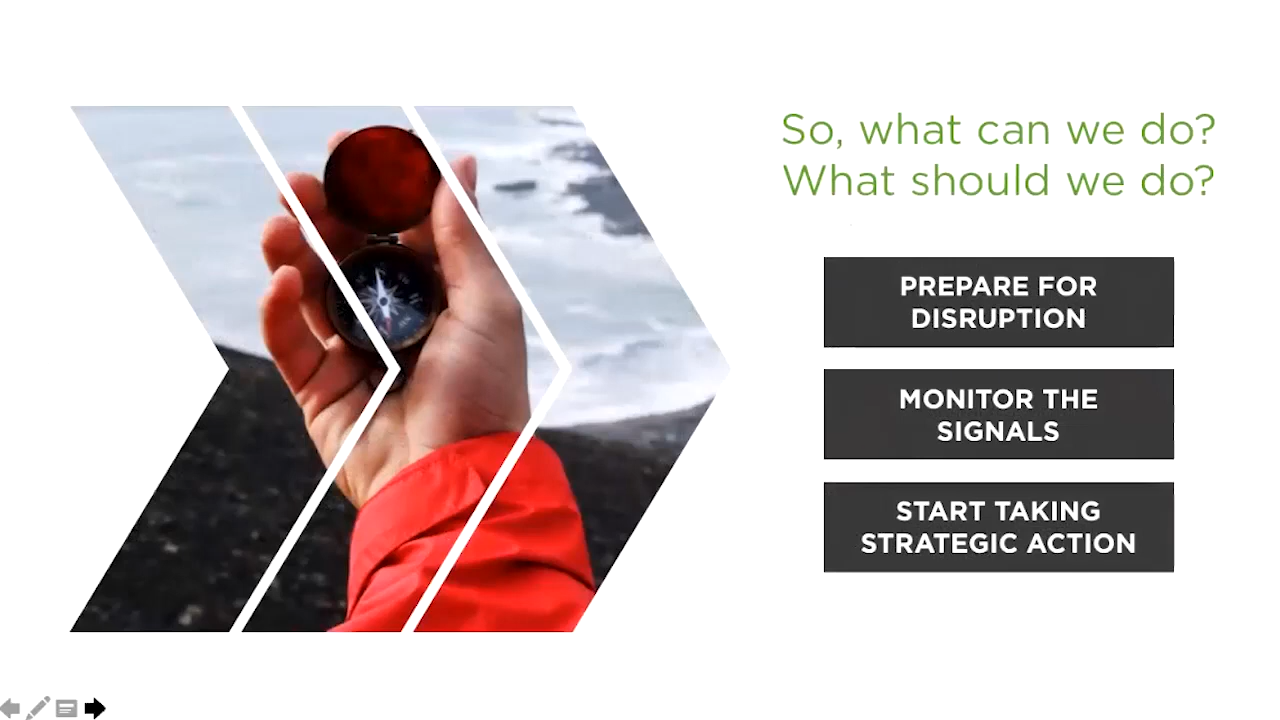 So, what can we do?
What should we do?
PREPARE FOR
DISRUPTION
MONITOR THE
SIGNALS
START TAKING
STRATEGIC ACTION